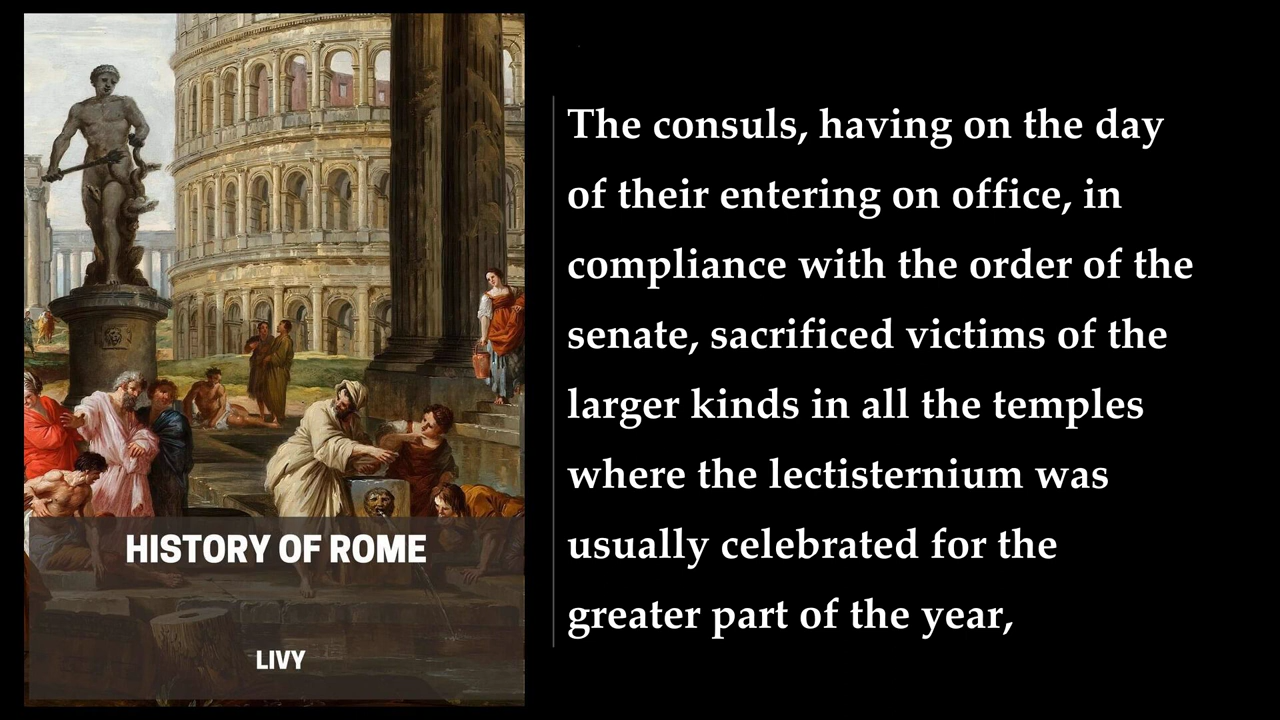 HISTORY OF ROME
LIVY
The consuls, having on the day
of their entering on office, in
compliance with the order of the
senate, sacrificed victims of the
larger kinds in all the temples
where the lectisternium was
usually celebrated for the
greater part of the year,